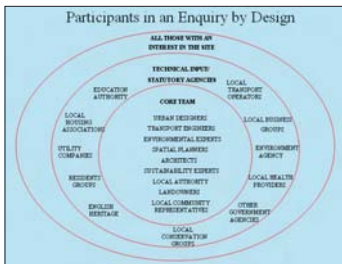 Participants in an Enquiry by Design
ALL THOSE WITH AN
INTEREST IN THE SITE
TECHNICAL INPUT/
STATUTORY AGENCIES
EDUCATION
AUTHORITY
LOCAL
TRANSPORT
OPERATORS
CORE TEAM
LOCAL
HOUSING
ASSOCIATIONS
URBAN DESIGNERS
TRANSPORT ENGINEERS
ENVIRONMENTAL EXPERTS
SPATIAL PLANNERS
ARCHITECTS
SUSTAINABILITY EXPERTS
LOCAL AUTHORITY
LANDOWNERS
LOCAL COMMUNITY
REPRESENTATIVES
LOCAL BUSINESS
GROUPS
UTILITY
COMPANIES
ENVIRONMENT
AGENCY
RESIDENTS
GROUPS
LOCAL HEALTH
PROVIDERS
ENGLISH
HERITAGE
OTHER
GOVERNMENT
AGENCIES
LOCAL
CONSERVATION
GROUPS